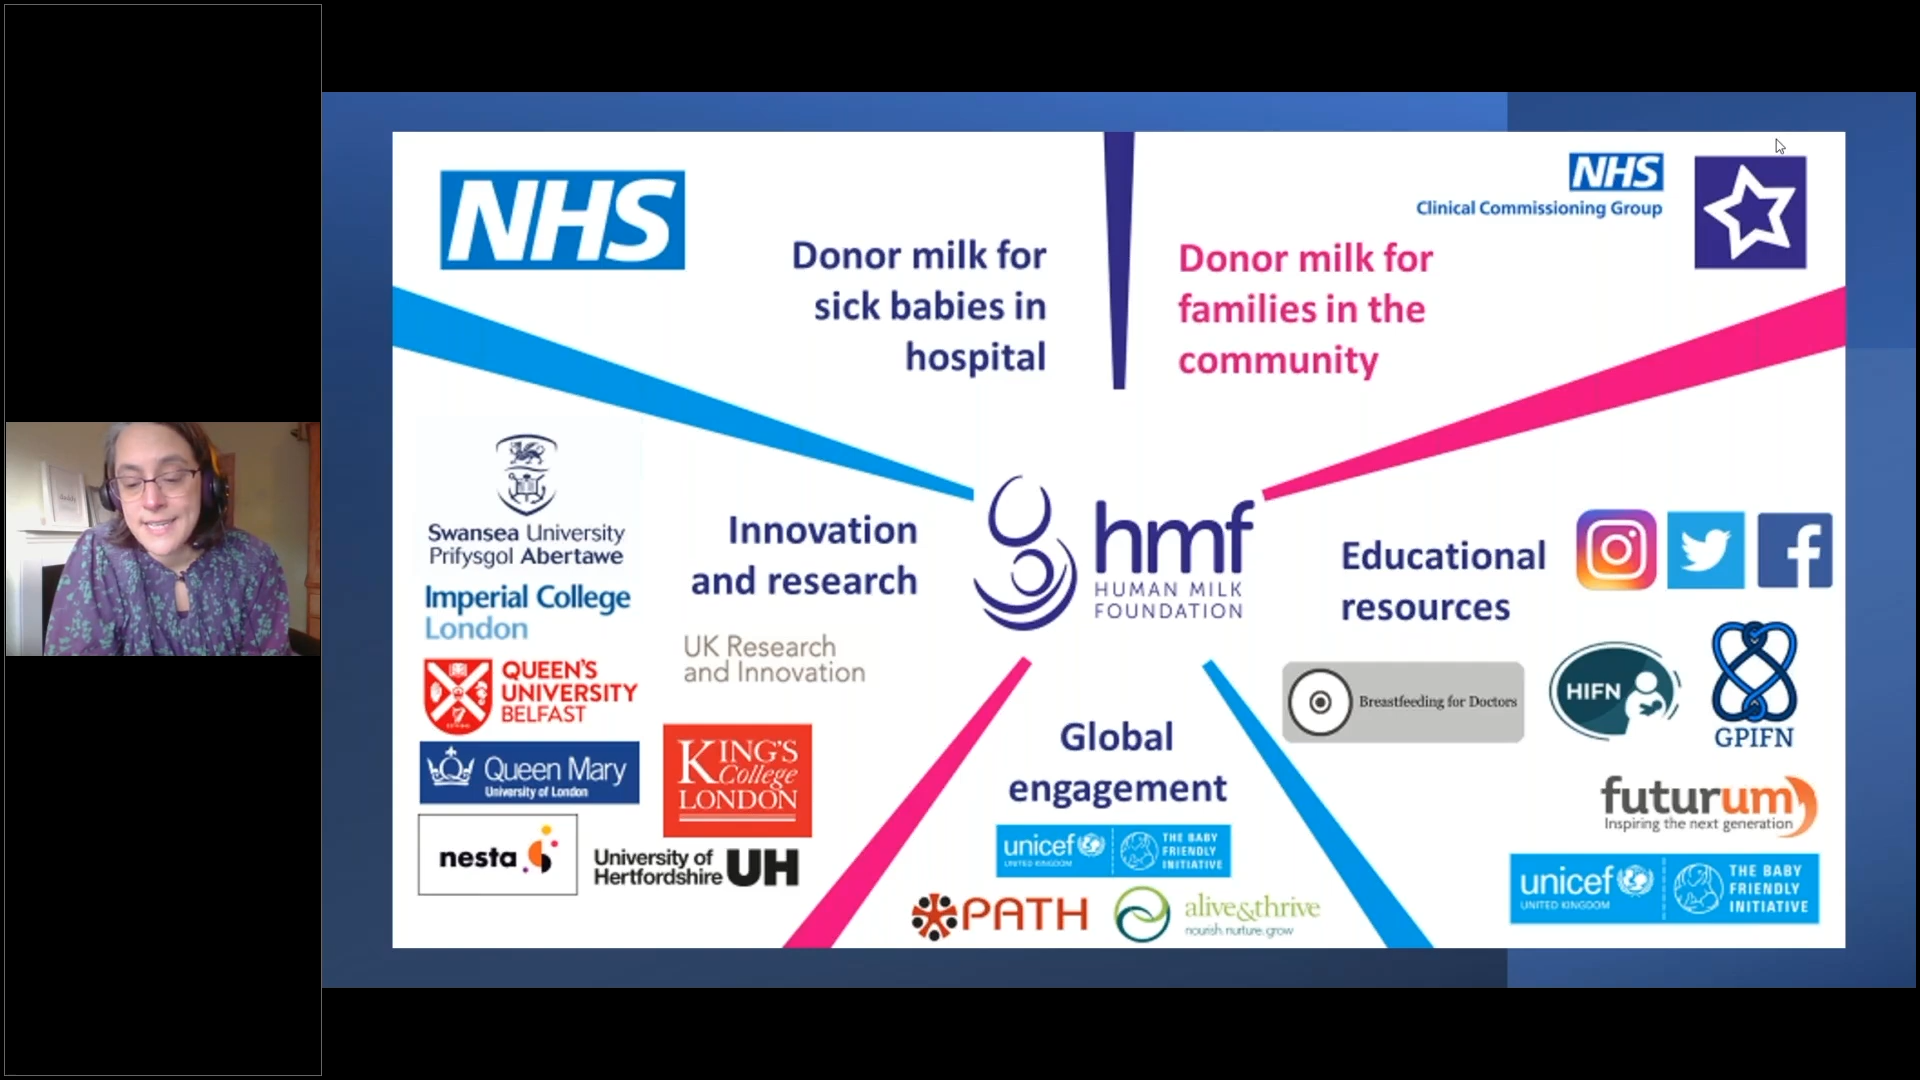 NHS
Donor milk for
sick babies in
hospital
NHS
Clinical Commissioning Group
Donor milk for
families in the
community
Swansea University
Prifysgol Abertawe
Imperial College
London
QUEEN'S
UNIVERSITY
BELFAST
Queen Mary
University of London
nesta
Innovation
and research
UK Research
and Innovation
KING'S
College
LONDON
University of
Hertfordshire UH
hmf
HUMAN MILK
FOUNDATION
Global
engagement
unicef
UNITED KINGDOM
THE BABY
FRIENDLY
INITIATIVE
PATH
alive&thrive
nourish. nurture. grow
Educational
resources
Breastfeeding for Doctors
HIFN
GPIFN
futurum
Inspiring the next generation
unicef
UNITED KINGDOM
THE BABY
FRIENDLY
INITIATIVE